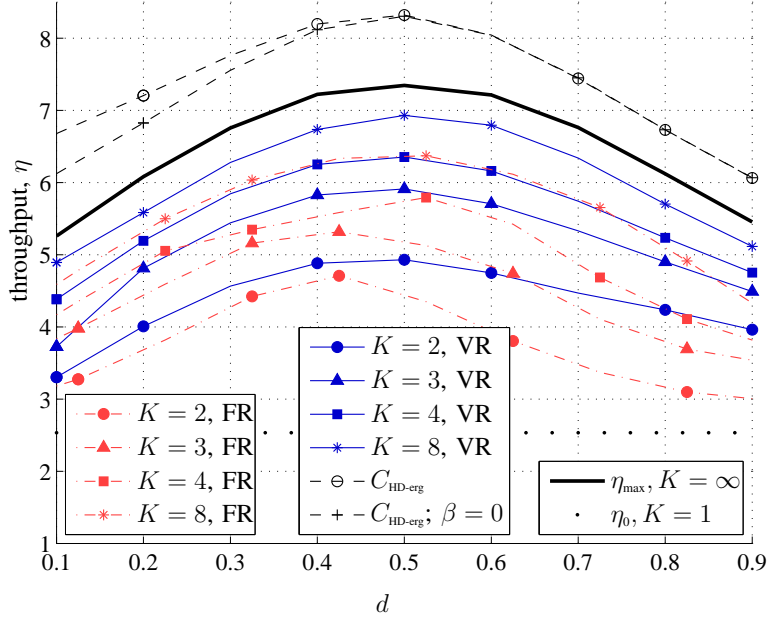 throughput, η
8
7
6
5
4
3
2
1
K = 2, FR
K = 3, FR
K = 4, FR
K = 8, FR
K = 2, VR
K = 3, VR
K = 4, VR
K = 8, VR
C_HD-erg
C_HD-erg; β = 0
η_max, K = ∞
η_0, K = 1
0.1 0.2 0.3 0.4 0.5 0.6 0.7 0.8 0.9
d